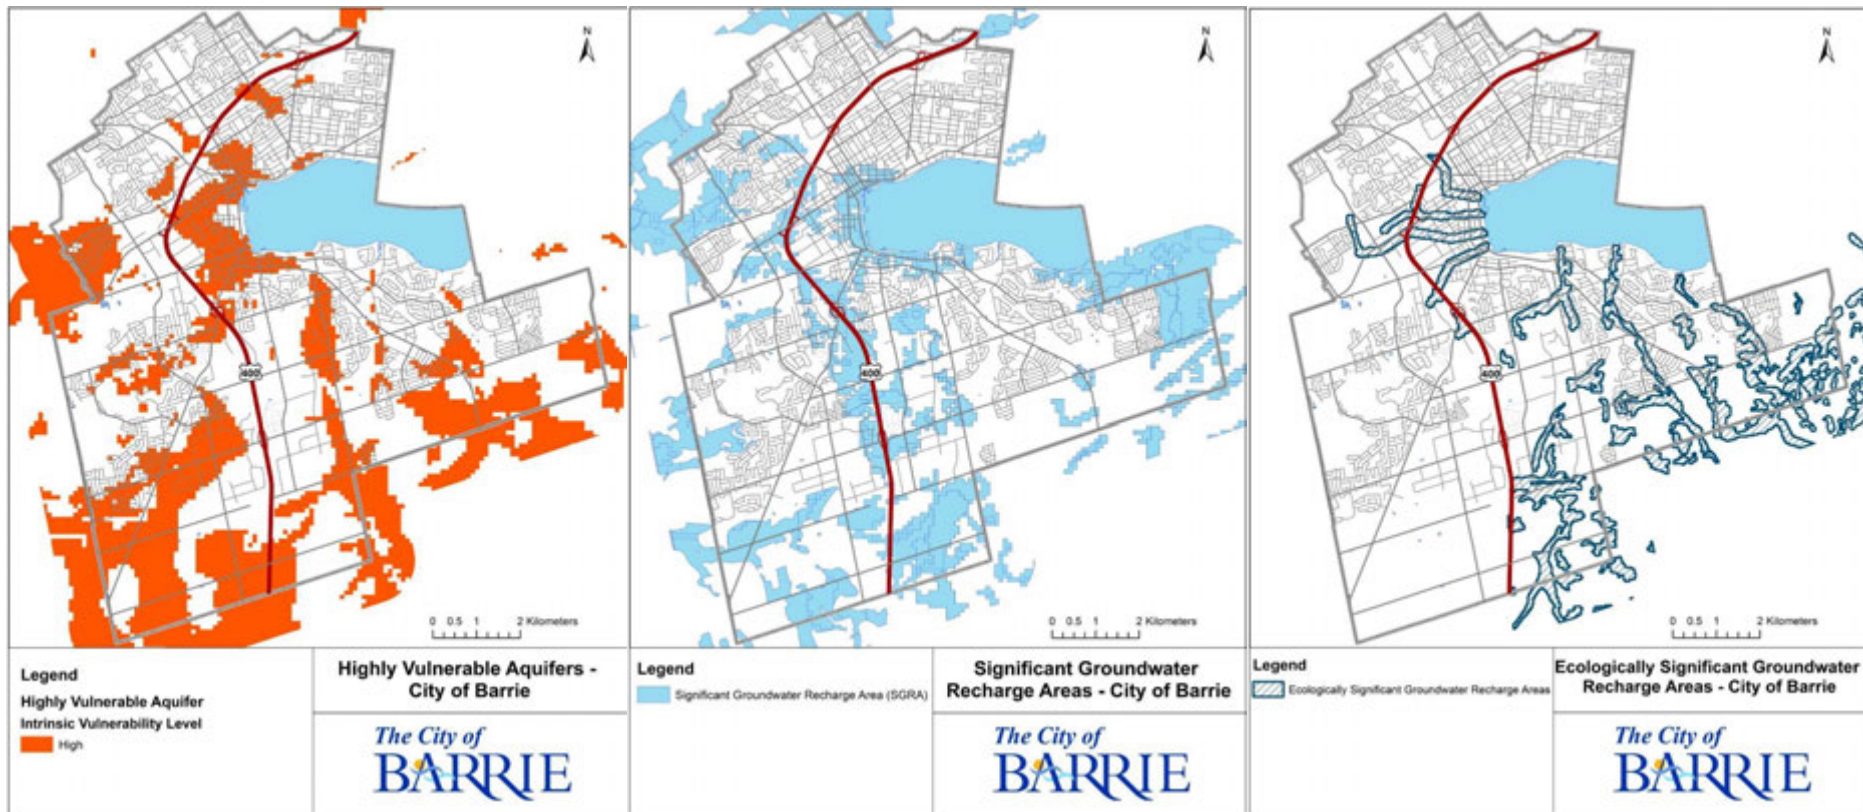 N
400
0 0.5 1 2 Kilometers
Legend
Highly Vulnerable Aquifer
Intrinsic Vulnerability Level
High
Highly Vulnerable Aquifers -
City of Barrie
The City of
BARRIE
N
400
0 0.5 1 2 Kilometers
Legend
Significant Groundwater Recharge Area (SGRA)
Significant Groundwater
Recharge Areas - City of Barrie
The City of
BARRIE
N
400
0 0.5 1 2 Kilometers
Legend
Ecologically Significant Groundwater Recharge Areas
Ecologically Significant Groundwater
Recharge Areas - City of Barrie
The City of
BARRIE